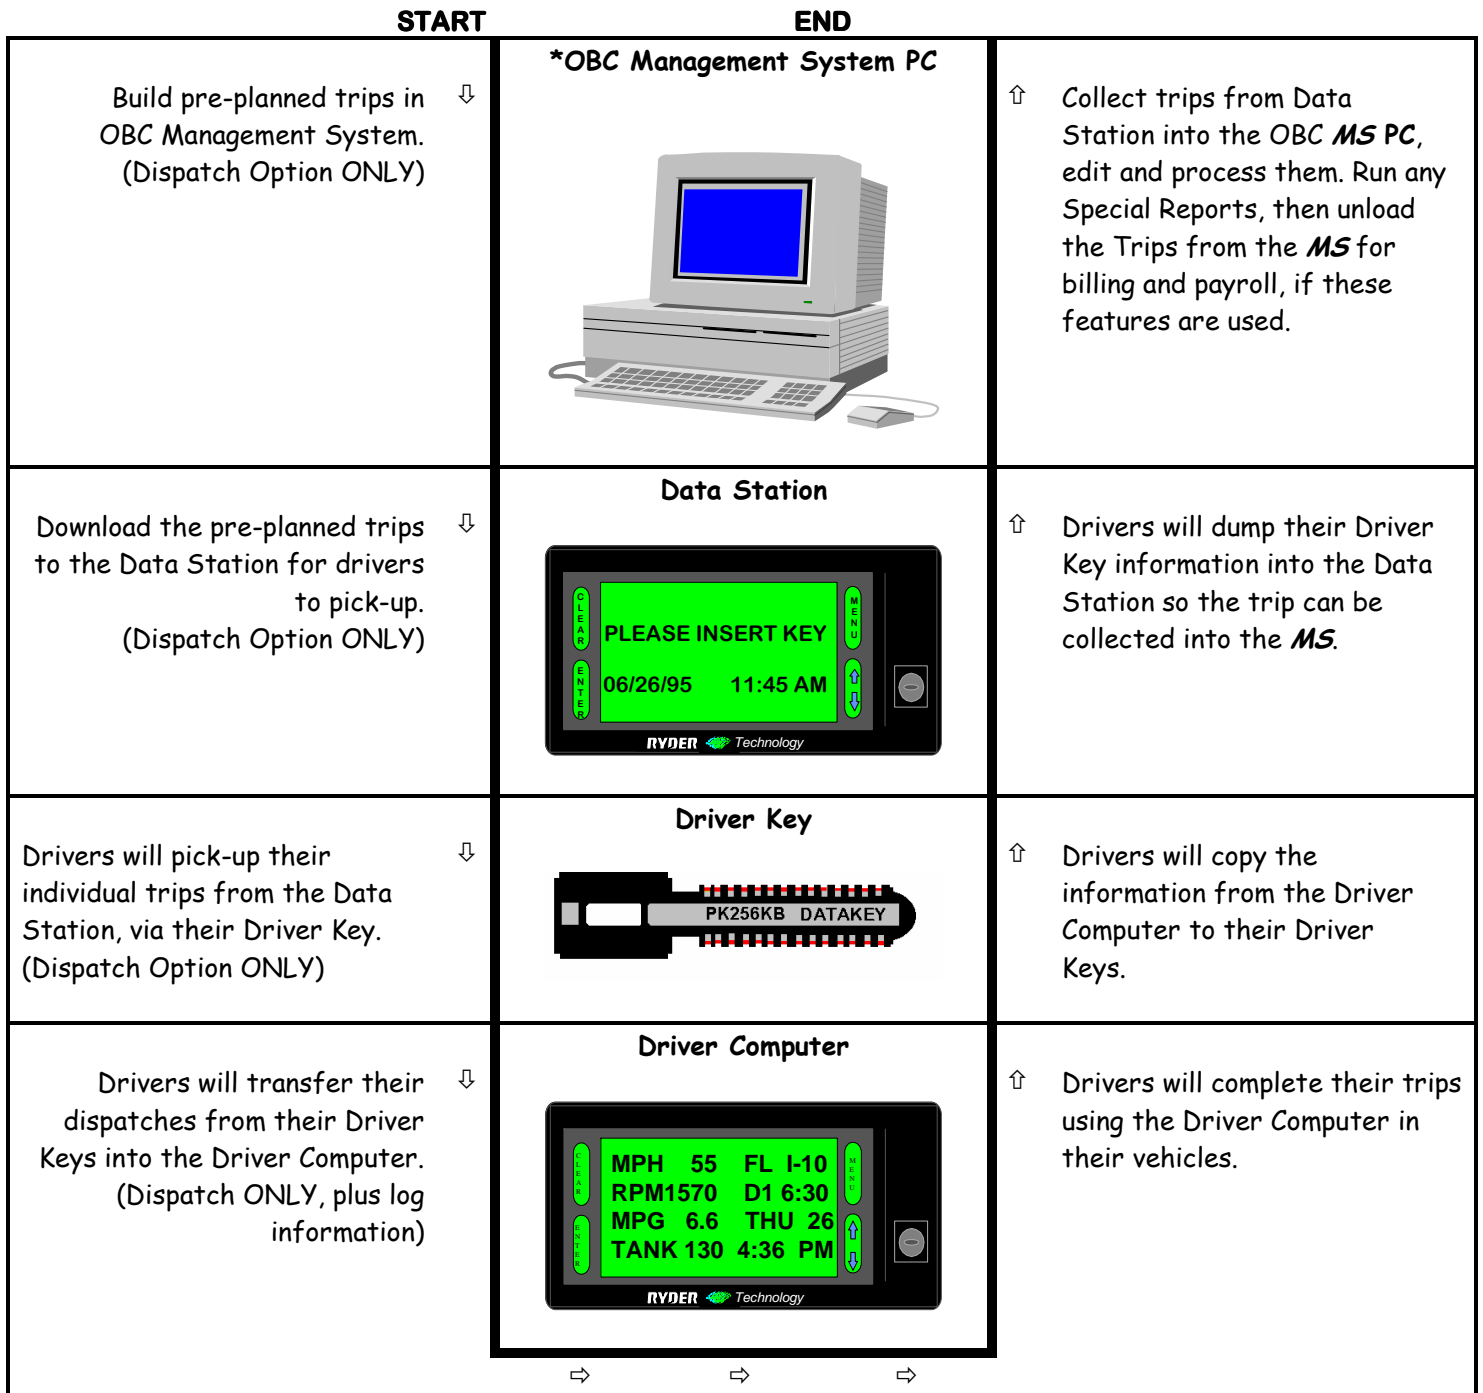 START
END
Build pre-planned trips in ⇩
OBC Management System.
(Dispatch Option ONLY)
*OBC Management System PC
⇧ Collect trips from Data
Station into the OBC MS PC,
edit and process them. Run any
Special Reports, then unload
the Trips from the MS for
billing and payroll, if these
features are used.
Download the pre-planned trips ⇩
to the Data Station for drivers
to pick-up.
(Dispatch Option ONLY)
Data Station
CLEAR
MENU
PLEASE INSERT KEY
ENTER
06/26/95 11:45 AM
⇧
⇩
RYDER Technology
⇧ Drivers will dump their Driver
Key information into the Data
Station so the trip can be
collected into the MS.
Drivers will pick-up their ⇩
individual trips from the Data
Station, via their Driver Key.
(Dispatch Option ONLY)
Driver Key
PK256KB DATAKEY
⇧ Drivers will copy the
information from the Driver
Computer to their Driver
Keys.
Drivers will transfer their ⇩
dispatches from their Driver
Keys into the Driver Computer.
(Dispatch ONLY, plus log
information)
Driver Computer
CLEAR
MENU
MPH 55 FL I-10
RPM1570 D1 6:30
MPG 6.6 THU 26
TANK 130 4:36 PM
ENTER
⇧
⇩
RYDER Technology
⇧ Drivers will complete their trips
using the Driver Computer in
their vehicles.
⇨ ⇨ ⇨